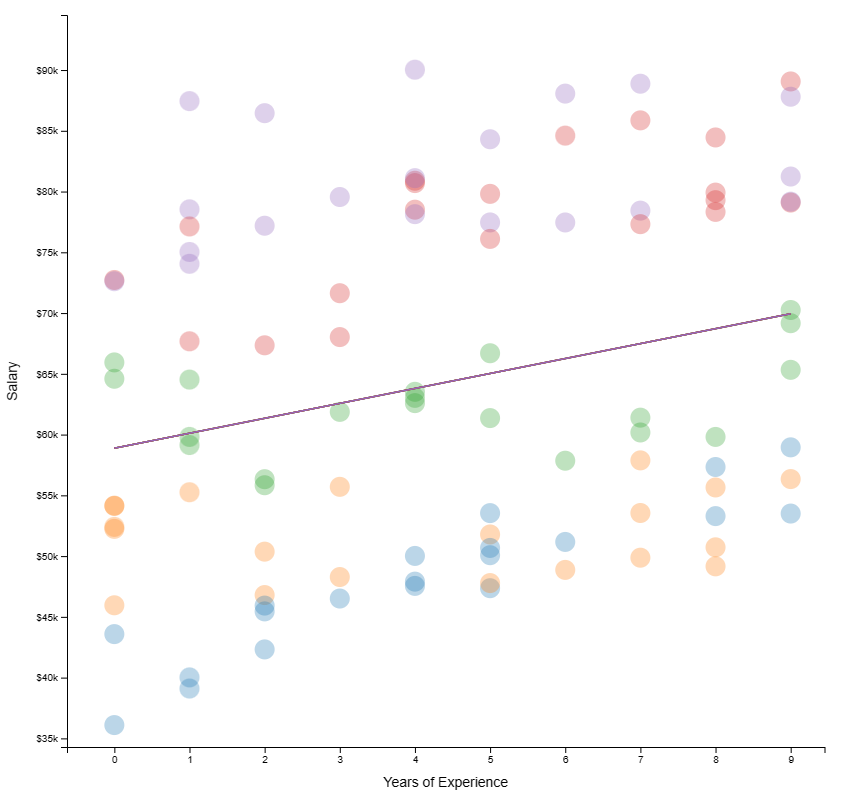 $90k
$85k
$80k
$75k
$70k
$65k
$60k
$55k
$50k
$45k
$40k
$35k
Salary
0 1 2 3 4 5 6 7 8 9
Years of Experience